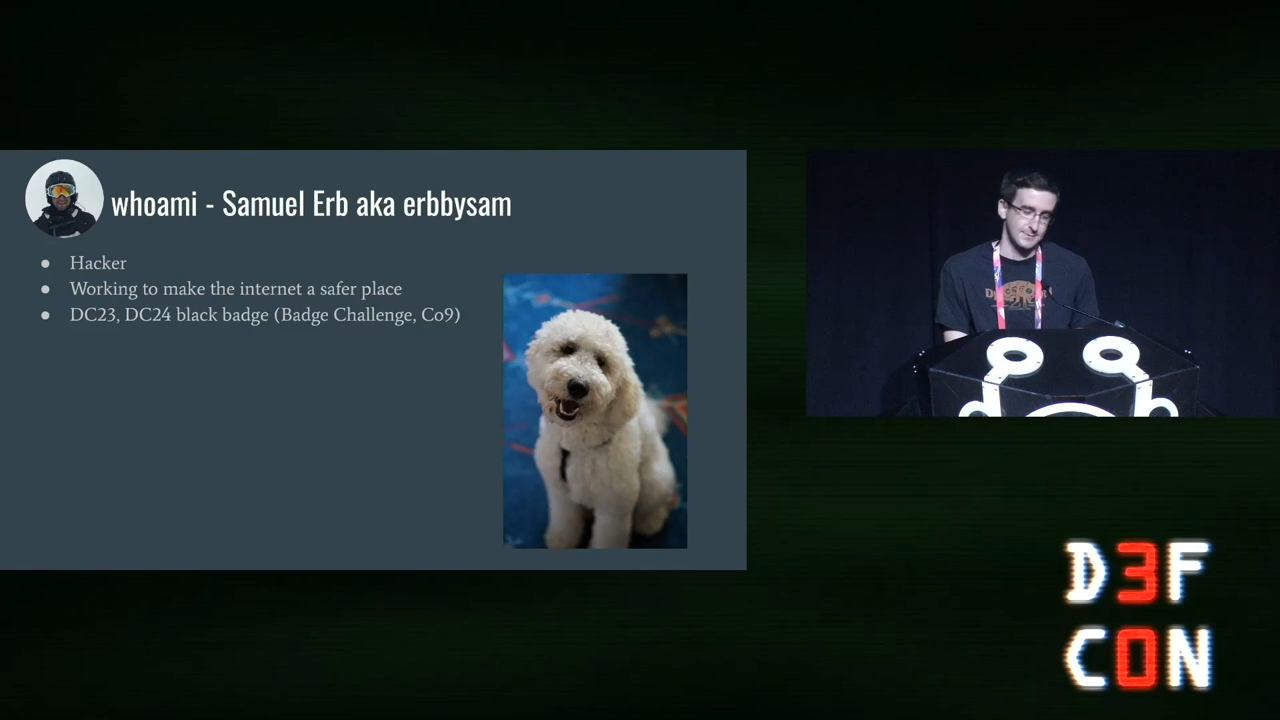 whoami - Samuel Erb aka erbbysam
● Hacker
● Working to make the internet a safer place
● DC23, DC24 black badge (Badge Challenge, Co9)
D3F
C0N